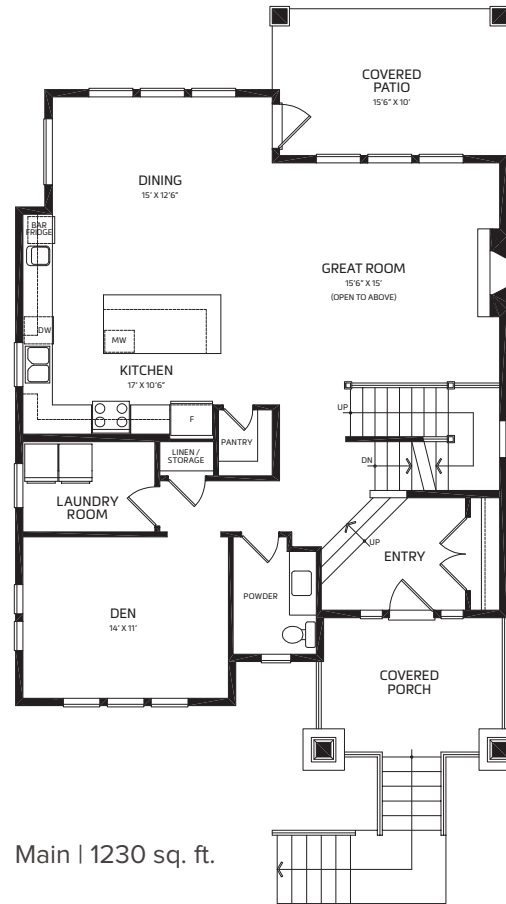 COVERED
PATIO
15'6" X 10'
DINING
15' X 12'6"
BAR
FRIDGE
GREAT ROOM
15'6" X 15'
(OPEN TO ABOVE)
DW
MW
KITCHEN
17' X 10'6"
F
UP
PANTRY
LINEN /
STORAGE
DN
LAUNDRY
ROOM
UP
ENTRY
POWDER
DEN
14' X 11'
COVERED
PORCH
Main | 1230 sq. ft.